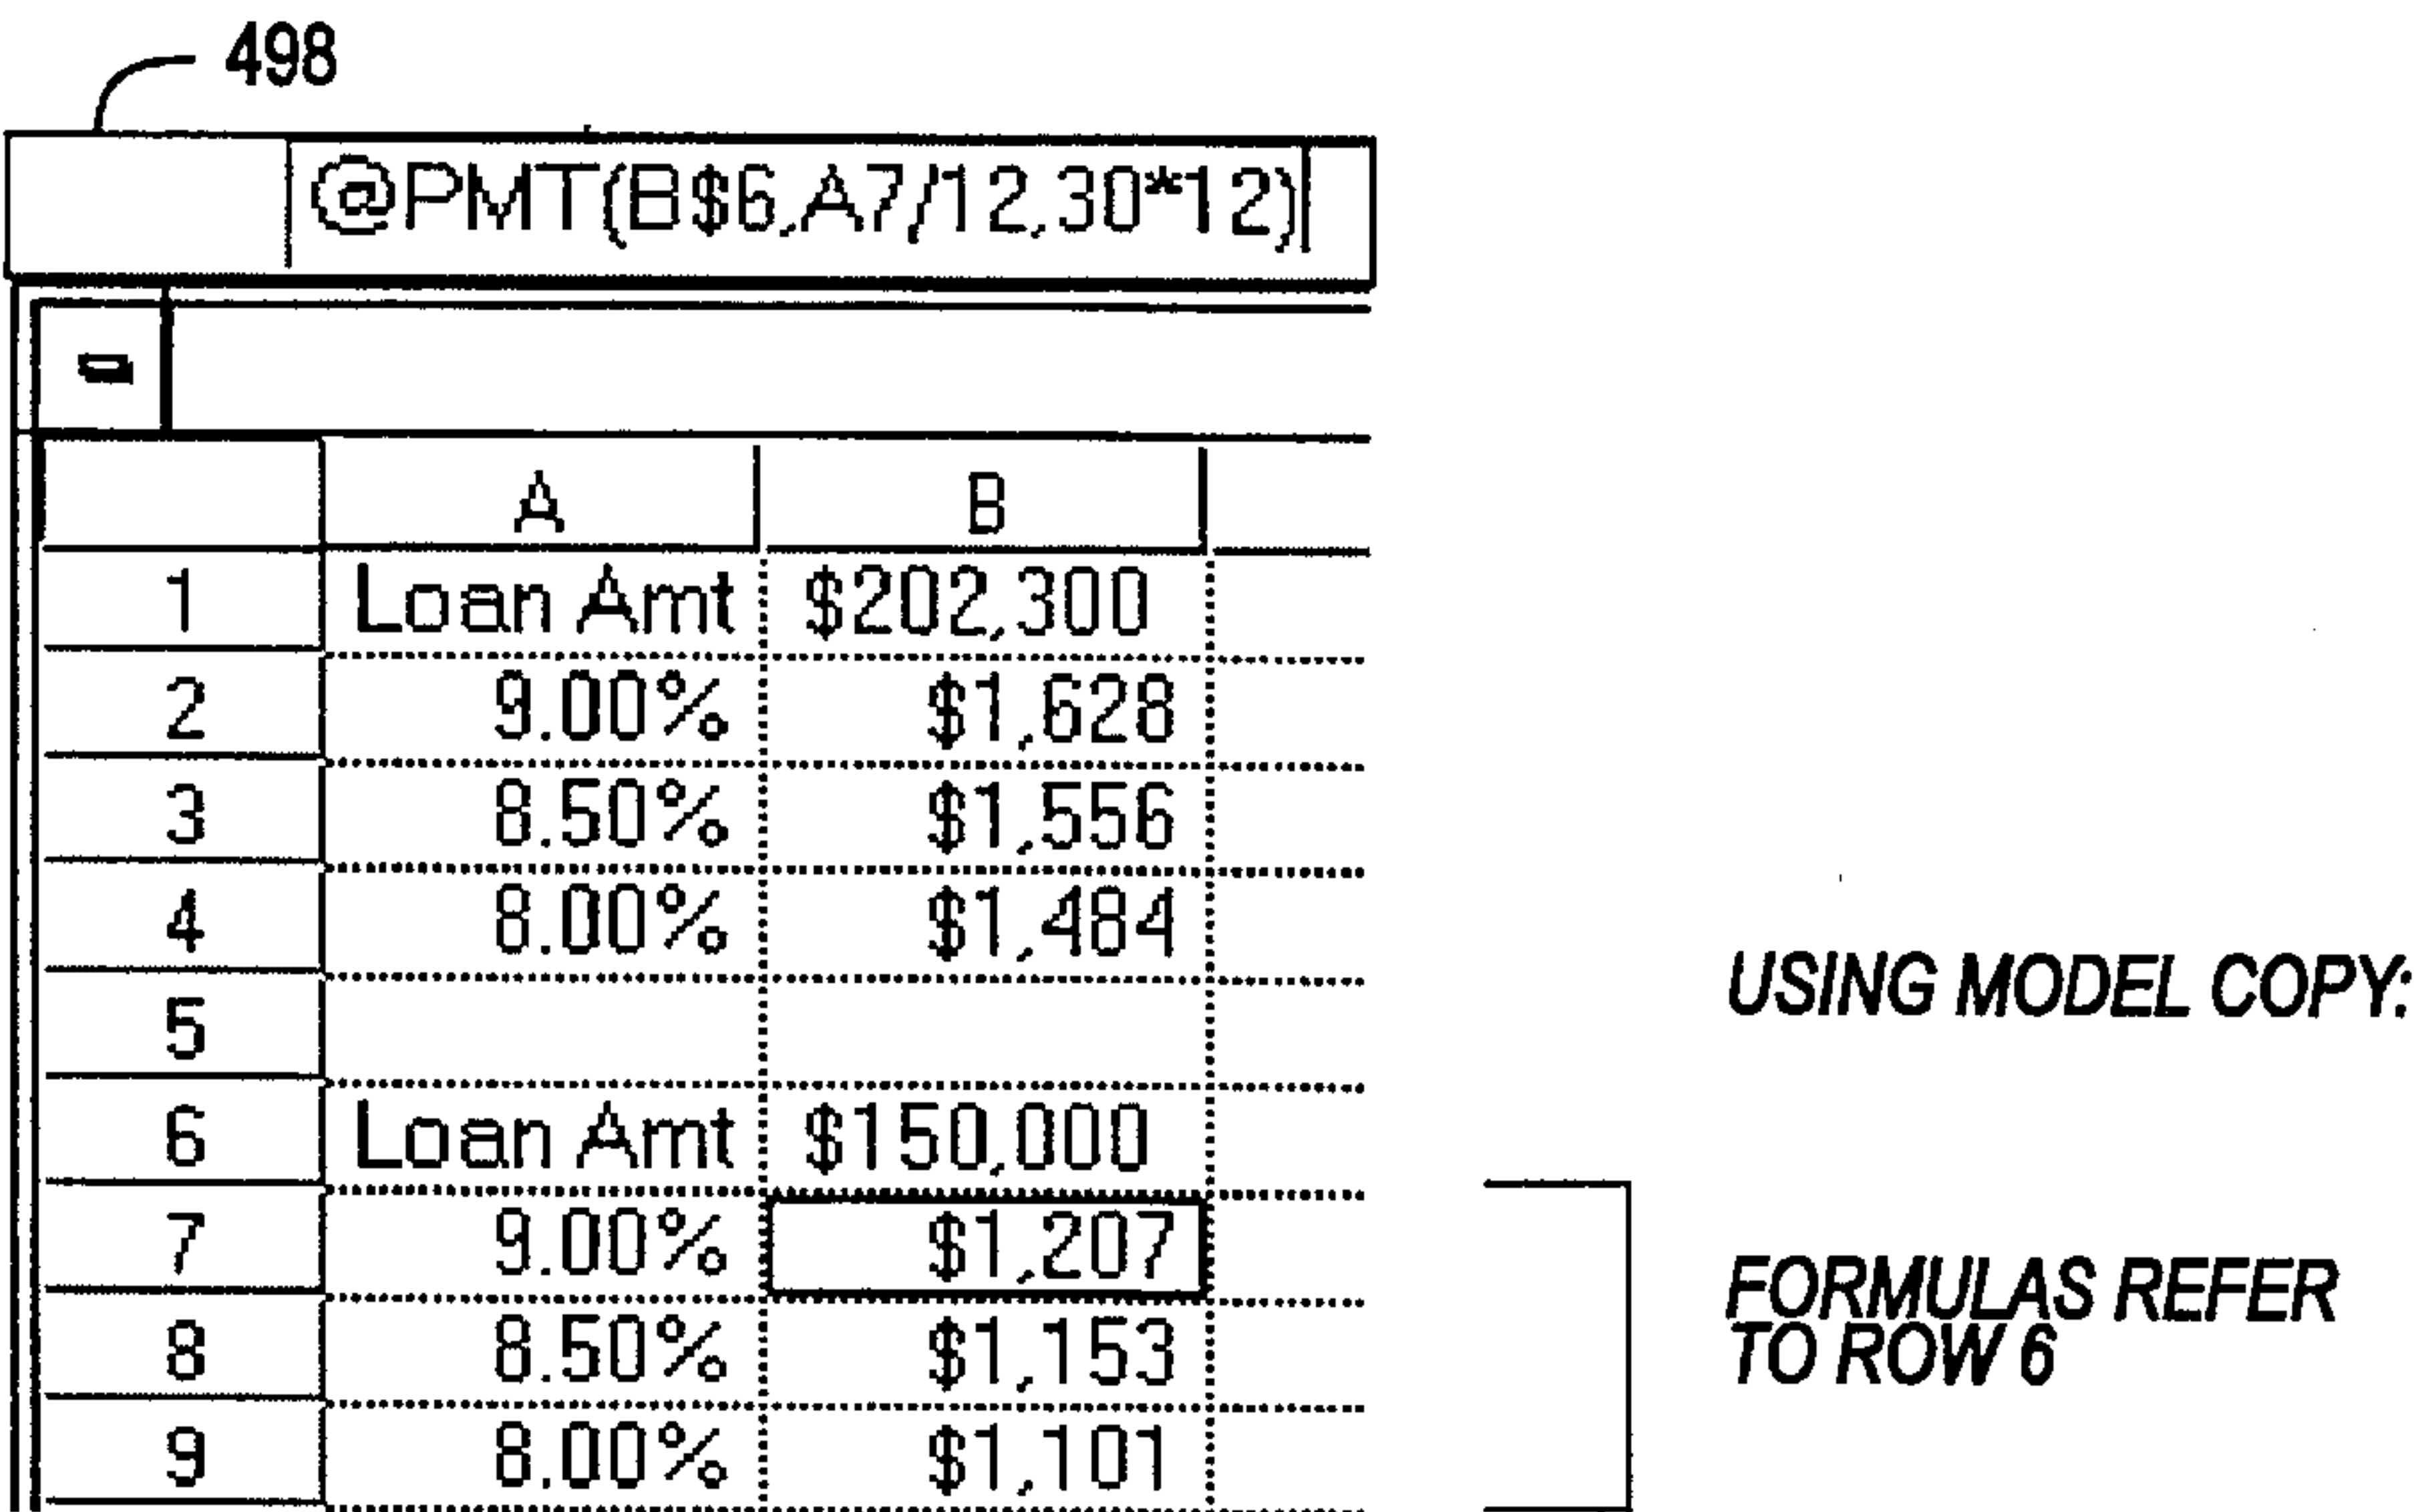 498
@PMT(B$6,A7/12,30*12)
A B
1 Loan Amt $202,300
2 9.00% $1,628
3 8.50% $1,556
4 8.00% $1,484
USING MODEL COPY:
5
6 Loan Amt $150,000
7 9.00% $1,207
FORMULAS REFER
TO ROW 6
8 8.50% $1,153
9 8.00% $1,101